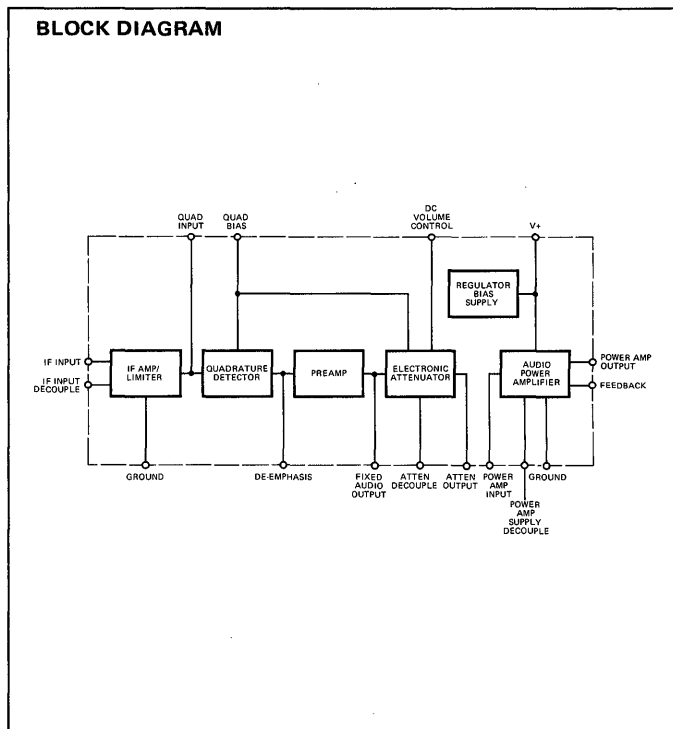 BLOCK DIAGRAM
QUAD
INPUT
QUAD
BIAS
DC
VOLUME
CONTROL
V+
REGULATOR
BIAS
SUPPLY
IF INPUT
IF INPUT
DECOUPLE
IF AMP/
LIMITER
QUADRATURE
DETECTOR
PREAMP
ELECTRONIC
ATTENUATOR
AUDIO
POWER
AMPLIFIER
POWER AMP
OUTPUT
FEEDBACK
GROUND
DE-EMPHASIS
FIXED
AUDIO
OUTPUT
ATTEN
DECOUPLE
ATTEN
OUTPUT
POWER
AMP
INPUT
POWER
AMP
SUPPLY
DECOUPLE
GROUND